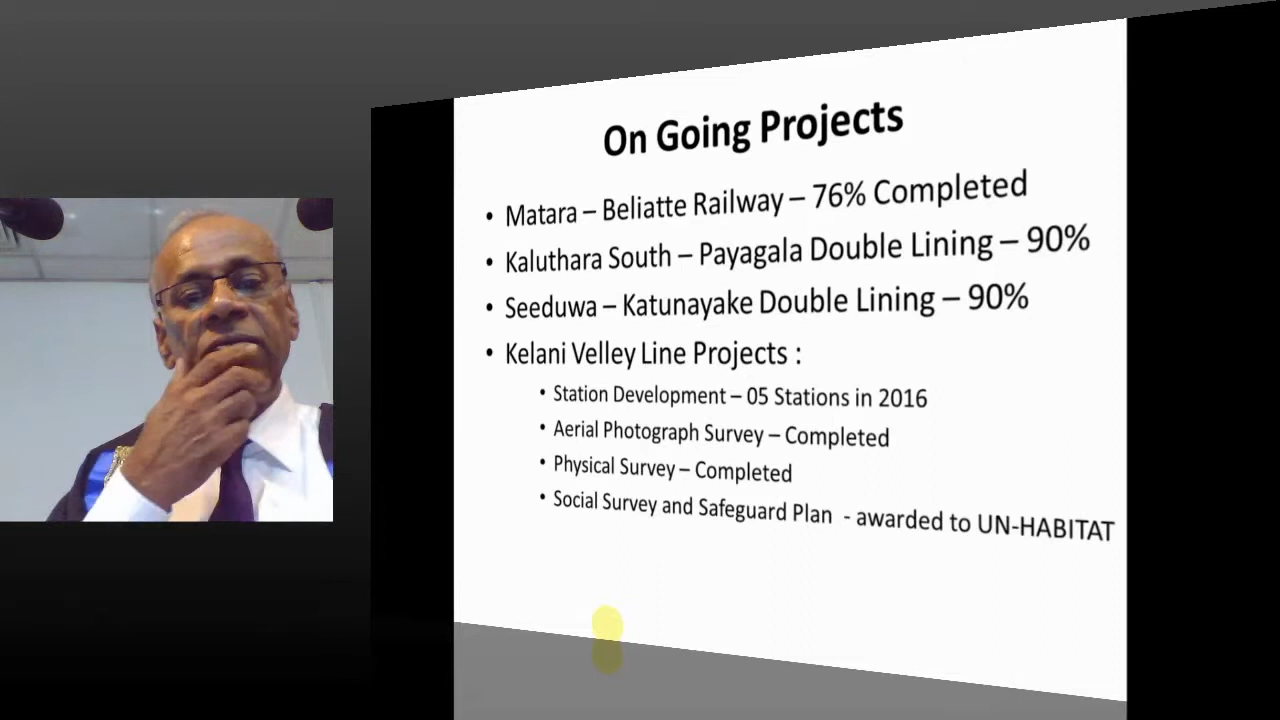 On Going Projects
• Matara – Beliatte Railway – 76% Completed
• Kaluthara South – Payagala Double Lining – 90%
• Seeduwa – Katunayake Double Lining – 90%
• Kelani Velley Line Projects :
• Station Development – 05 Stations in 2016
• Aerial Photograph Survey – Completed
• Physical Survey – Completed
• Social Survey and Safeguard Plan - awarded to UN-HABITAT